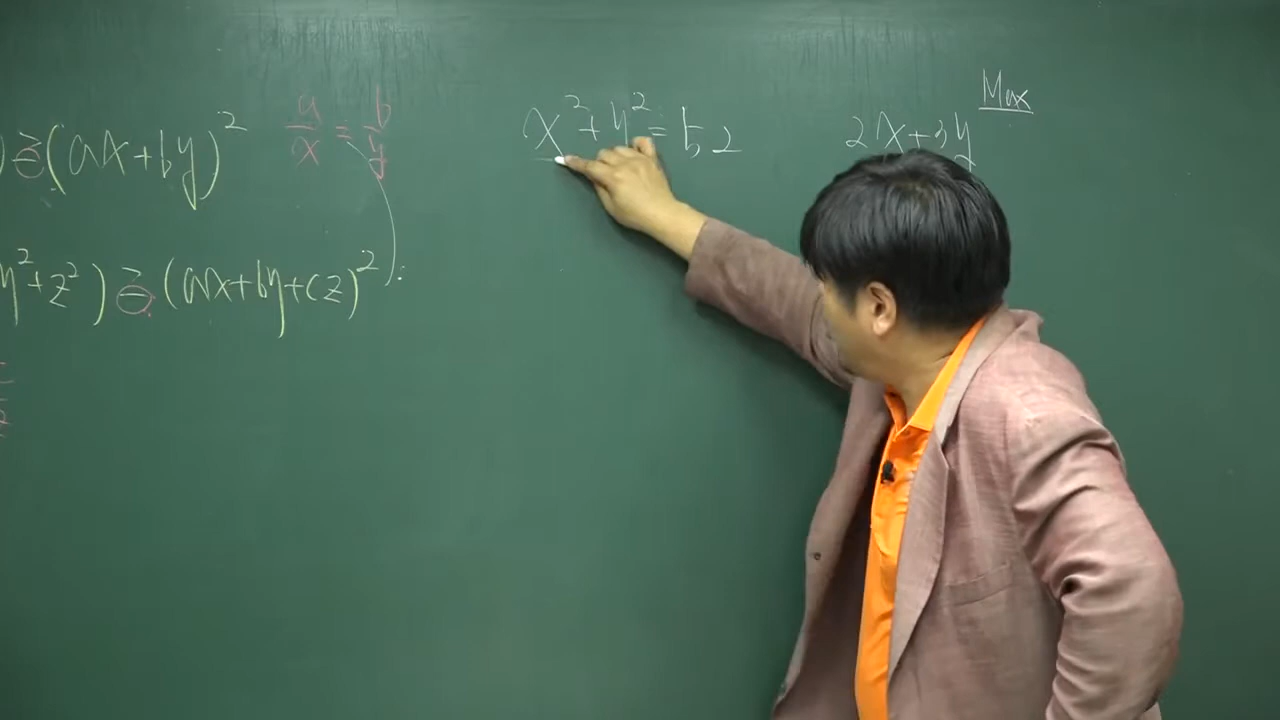 ) ≥ (ax+by)² a/x = b/y
y²+z²) ≥ (ax+by+cz)²
x²+y²=52 2x+3y Max